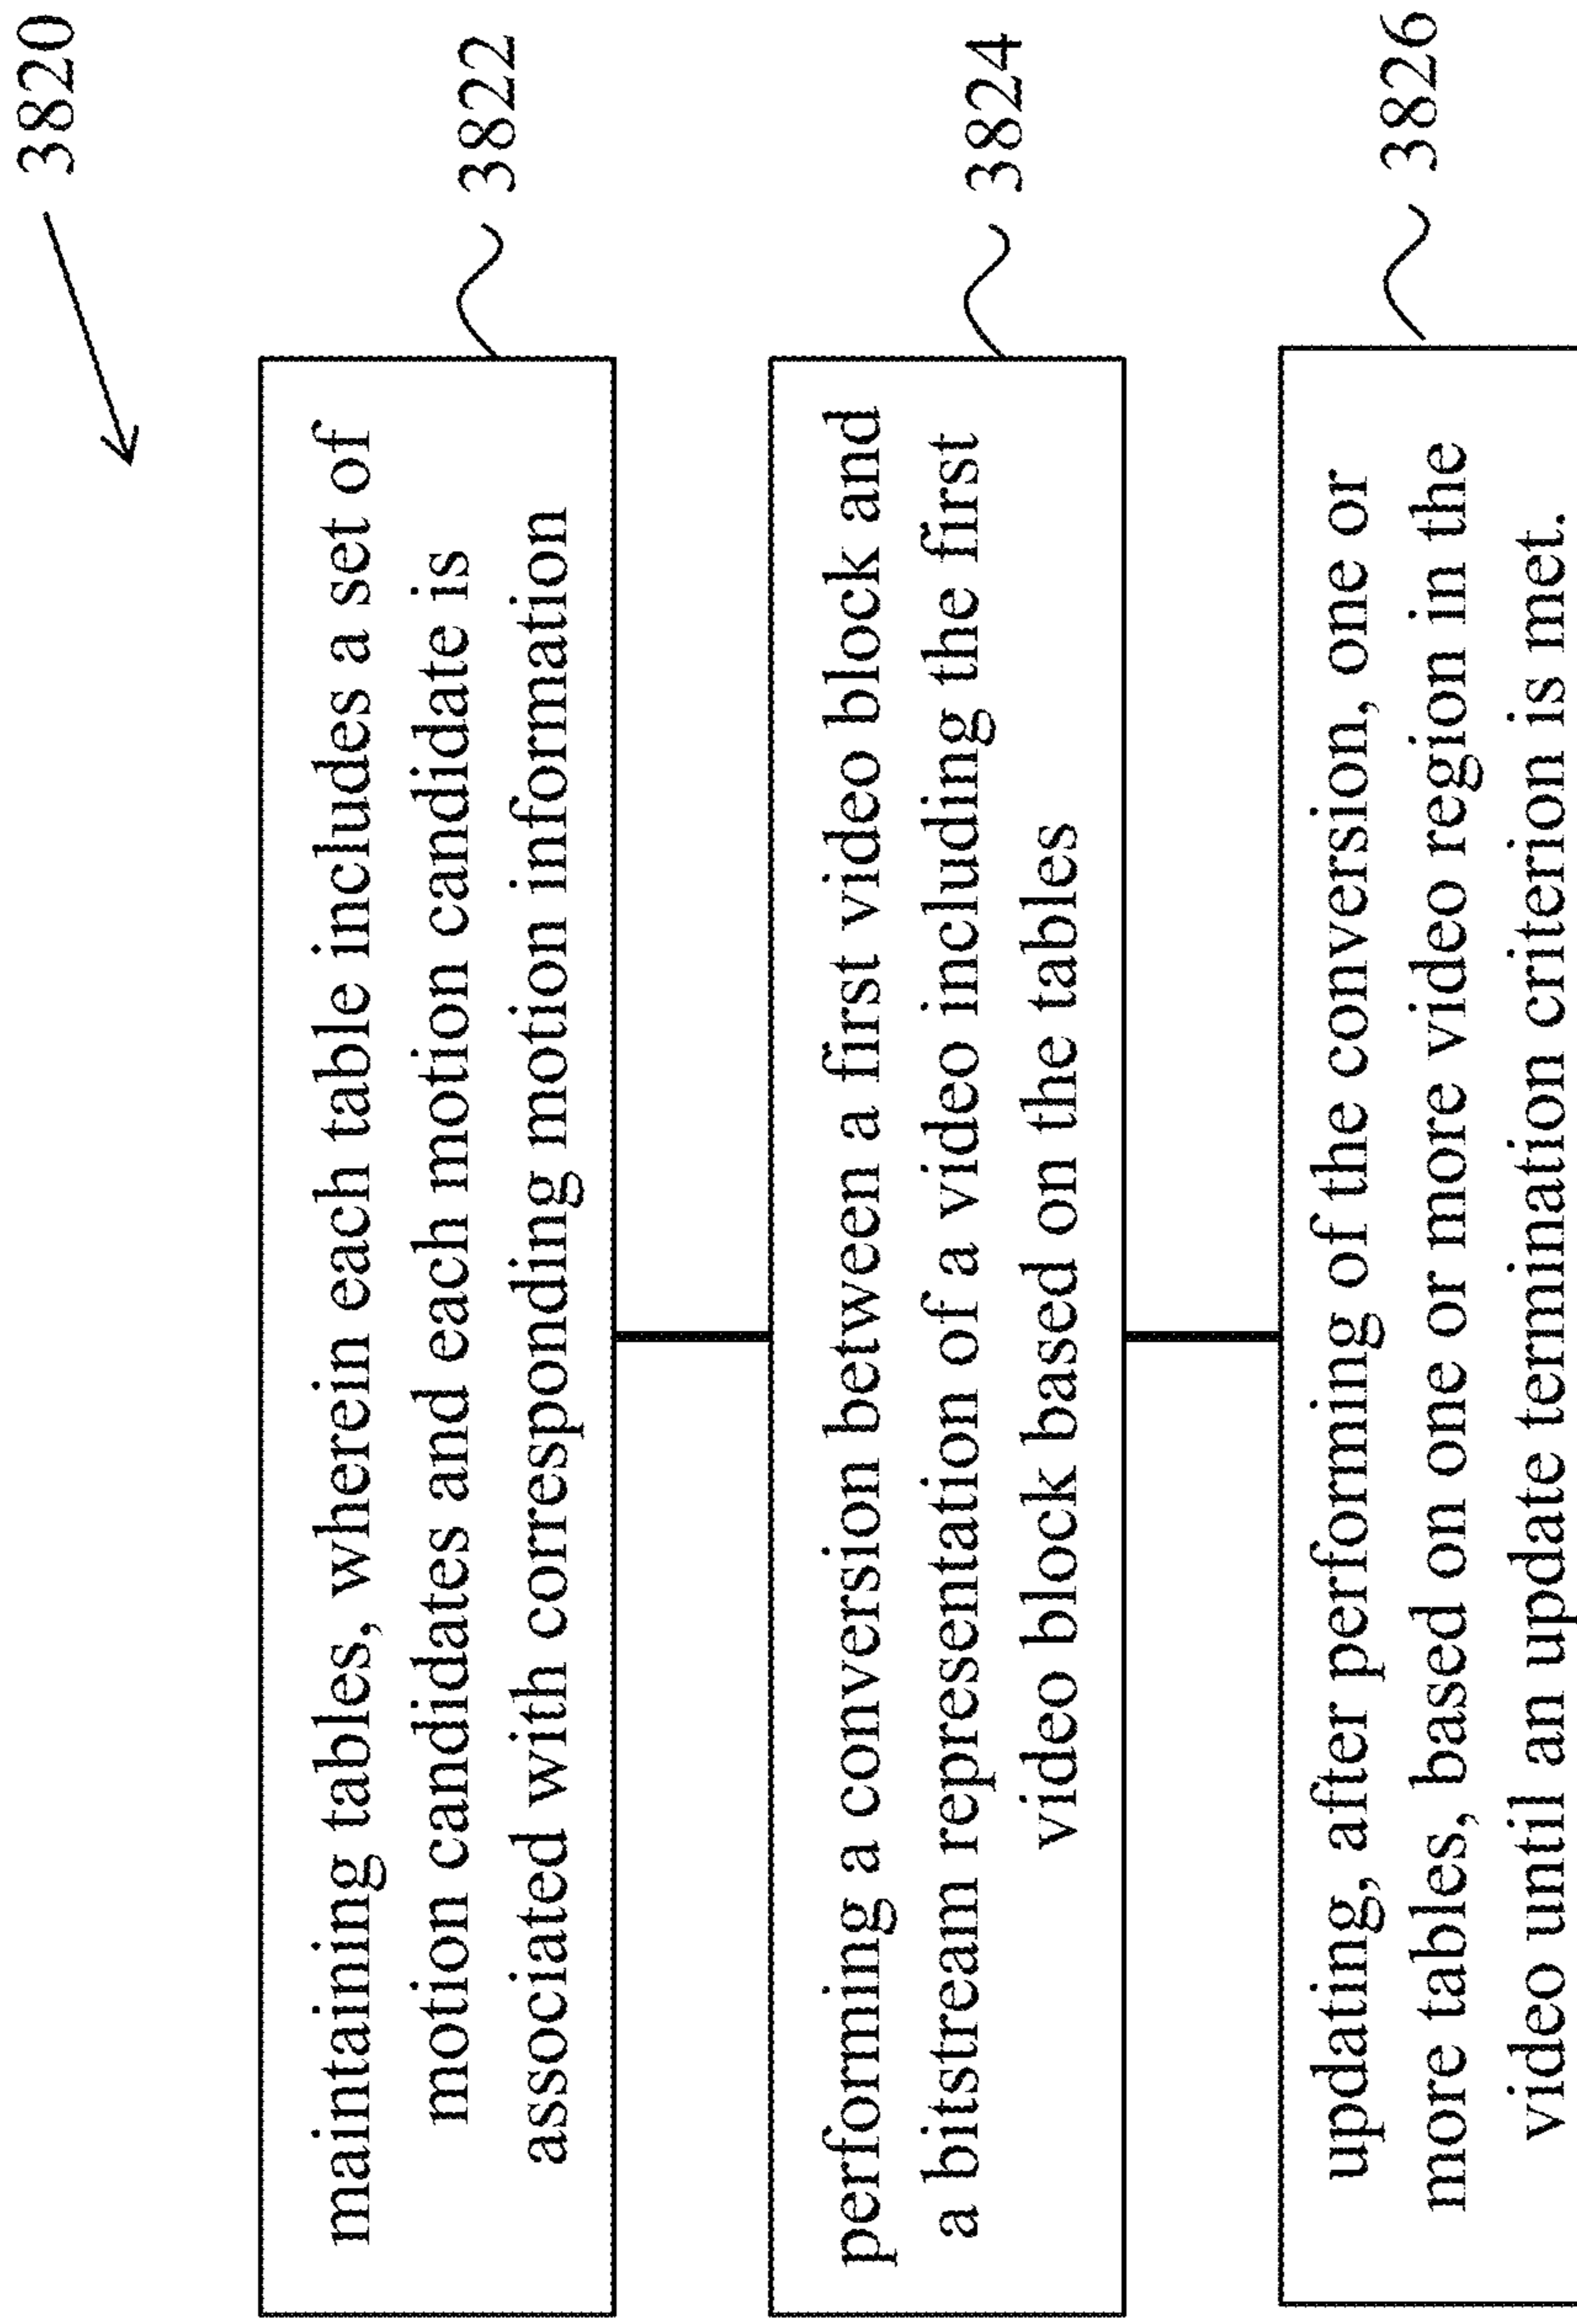 3820
maintaining tables, wherein each table includes a set of
motion candidates and each motion candidate is
associated with corresponding motion information
3822
performing a conversion between a first video block and
a bitstream representation of a video including the first
video block based on the tables
3824
updating, after performing of the conversion, one or
more tables, based on one or more video region in the
video until an update termination criterion is met.
3826